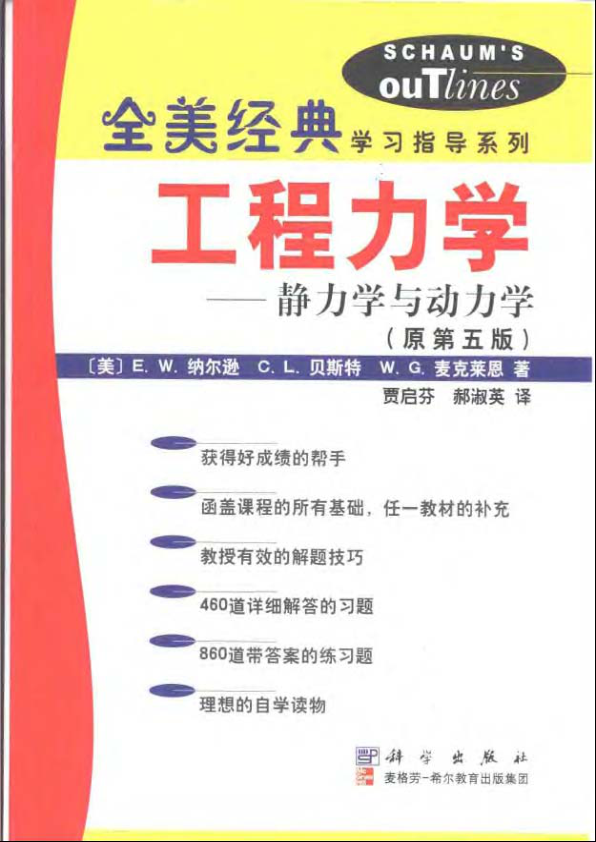 SCHAUM'S
ouTlines
全美经典学习指导系列
工程力学
——静力学与动力学
(原第五版)
〔美〕E. W. 纳尔逊 C. L. 贝斯特 W. G. 麦克莱恩 著
贾启芬 郝淑英 译
获得好成绩的帮手
函盖课程的所有基础，任一教材的补充
教授有效的解题技巧
460道详细解答的习题
860道带答案的练习题
理想的自学读物
科学出版社
麦格劳-希尔教育出版集团